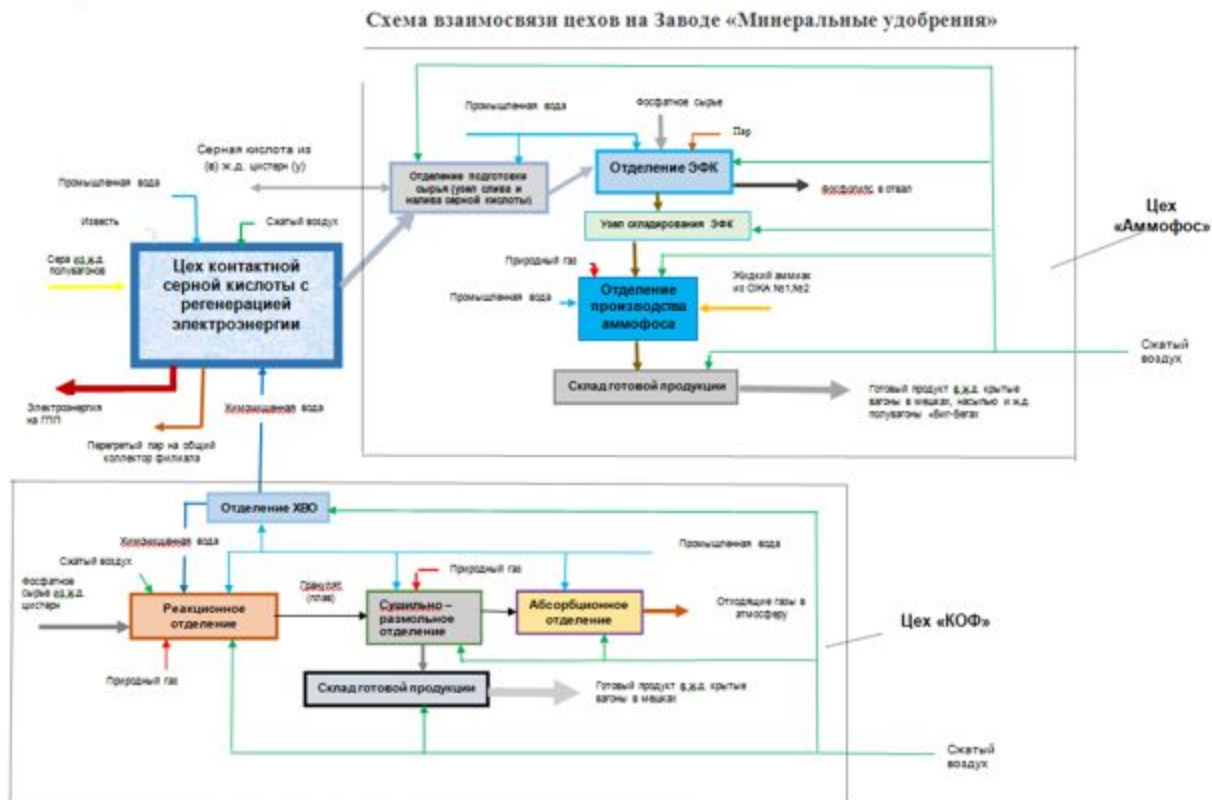 Схема взаимосвязи цехов на Заводе «Минеральные удобрения»
Промышленная вода
Фосфатное сырье
Пар
Серная кислота из
(в) ж.д. цистерн (у)
Отделение подготовки
сырья (узел слива и
налива серной кислоты)
Отделение ЭФК
Фосфогипс в отвал
Цех
«Аммофос»
Промышленная вода
Известь
Сжатый воздух
Узел складирования ЭФК
Сера из ж.д.
полувагонов
Цех контактной
серной кислоты с
регенерацией
электроэнергии
Природный газ
Промышленная вода
Отделение
производства
аммофоса
Жидкий аммиак
из СЖА №1,№2
Сжатый
воздух
Склад готовой продукции
Готовый продукт в ж.д. крытые
вагоны в мешках, насыпью и ж.д.
полувагоны «Биг-Бега»
Электроэнергия
на ГПП
Химочищенная вода
Перегретый пар на общий
коллектор филиала
Отделение ХВО
Химочищенная вода
Промышленная вода
Сжатый воздух
Фосфатное
сырье из ж.д.
цистерн
Реакционное
отделение
Гранулят
(плав)
Природный газ
Сушильно –
размольное
отделение
Абсорбционное
отделение
Отходящие газы в
атмосферу
Цех «КОФ»
Природный газ
Склад готовой продукции
Готовый продукт в ж.д. крытые
вагоны в мешках
Сжатый
воздух